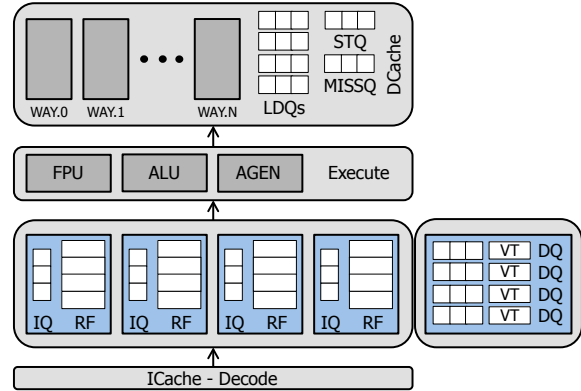 STQ
MISSQ
DCache
WAY.0 WAY.1 WAY.N LDQs
FPU ALU AGEN Execute
VT DQ
VT DQ
VT DQ
VT DQ
IQ RF IQ RF IQ RF IQ RF
ICache - Decode